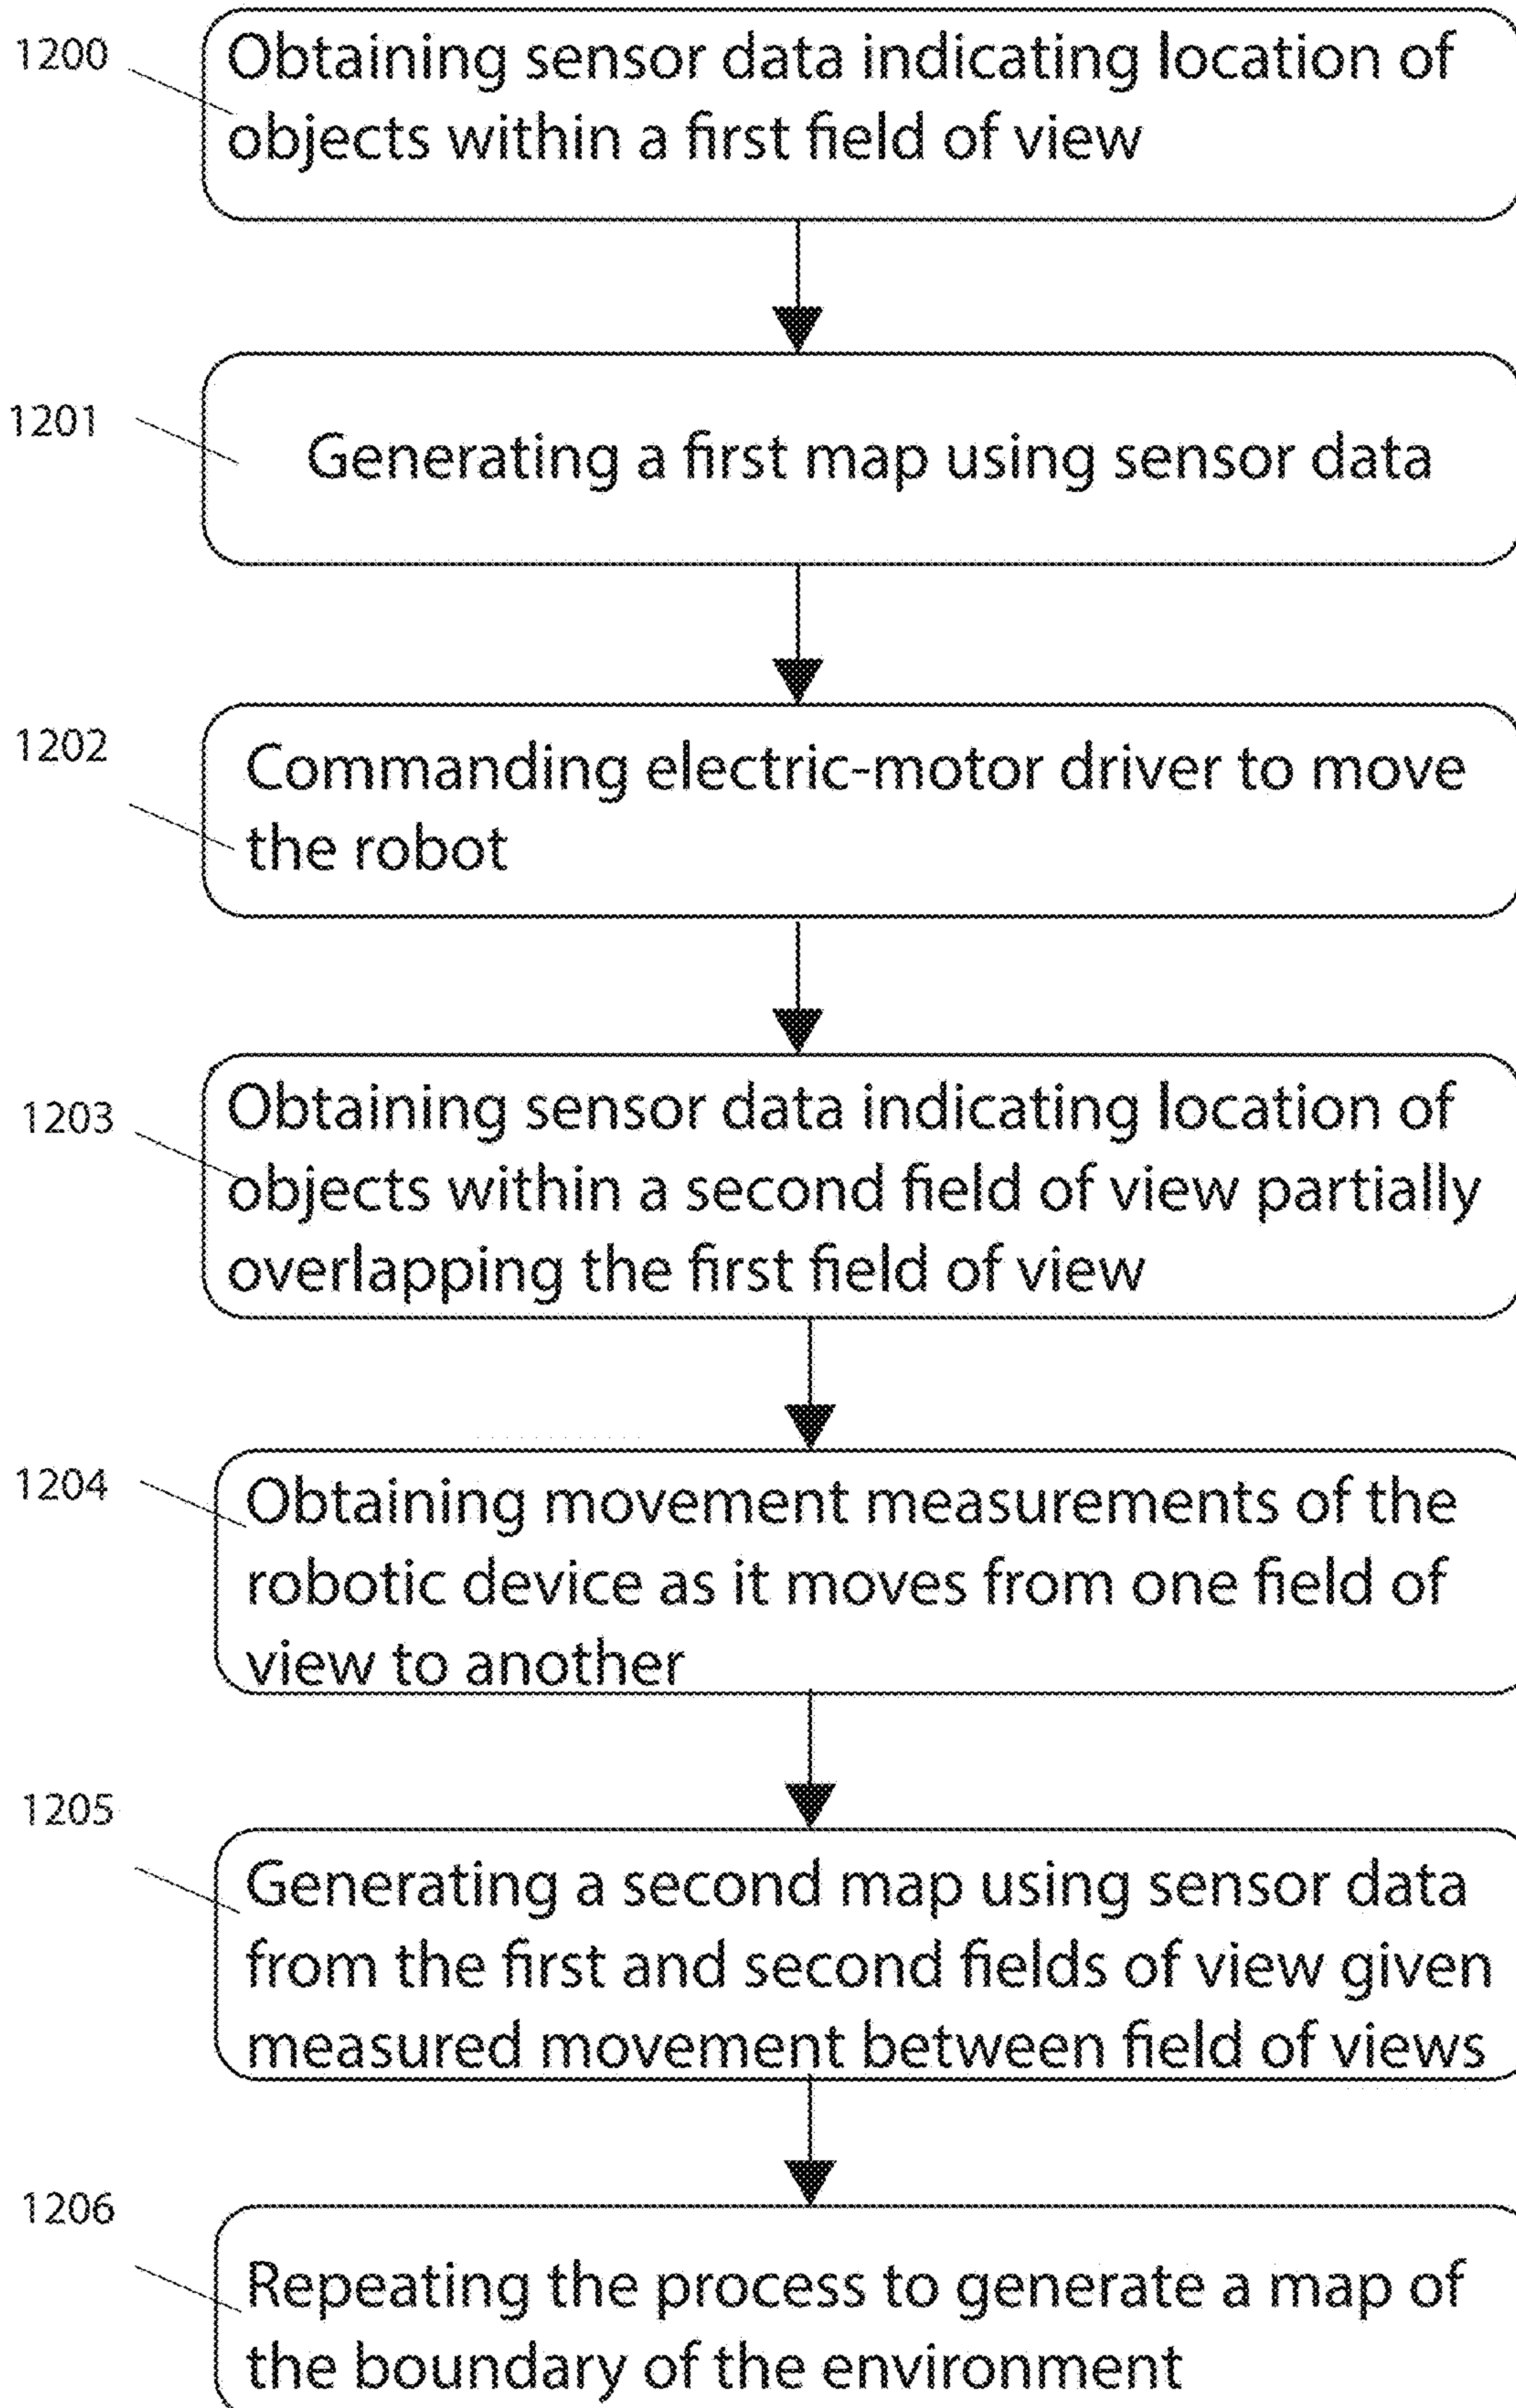 1200
Obtaining sensor data indicating location of
objects within a first field of view
1201
Generating a first map using sensor data
1202
Commanding electric-motor driver to move
the robot
1203
Obtaining sensor data indicating location of
objects within a second field of view partially
overlapping the first field of view
1204
Obtaining movement measurements of the
robotic device as it moves from one field of
view to another
1205
Generating a second map using sensor data
from the first and second fields of view given
measured movement between field of views
1206
Repeating the process to generate a map of
the boundary of the environment